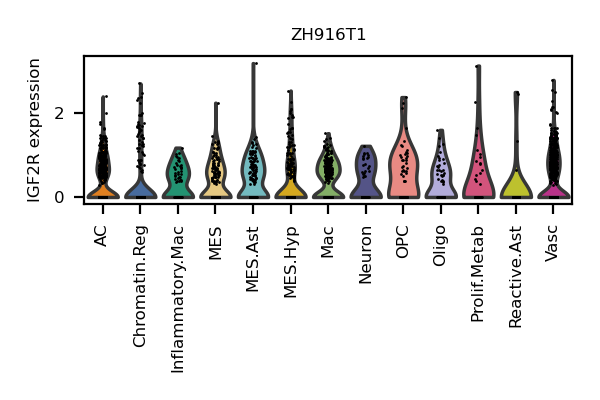 ZH916T1
IGF2R expression
2
0
AC
Chromatin.Reg
Inflammatory.Mac
MES
MES.Ast
MES.Hyp
Mac
Neuron
OPC
Oligo
Prolif.Metab
Reactive.Ast
Vasc